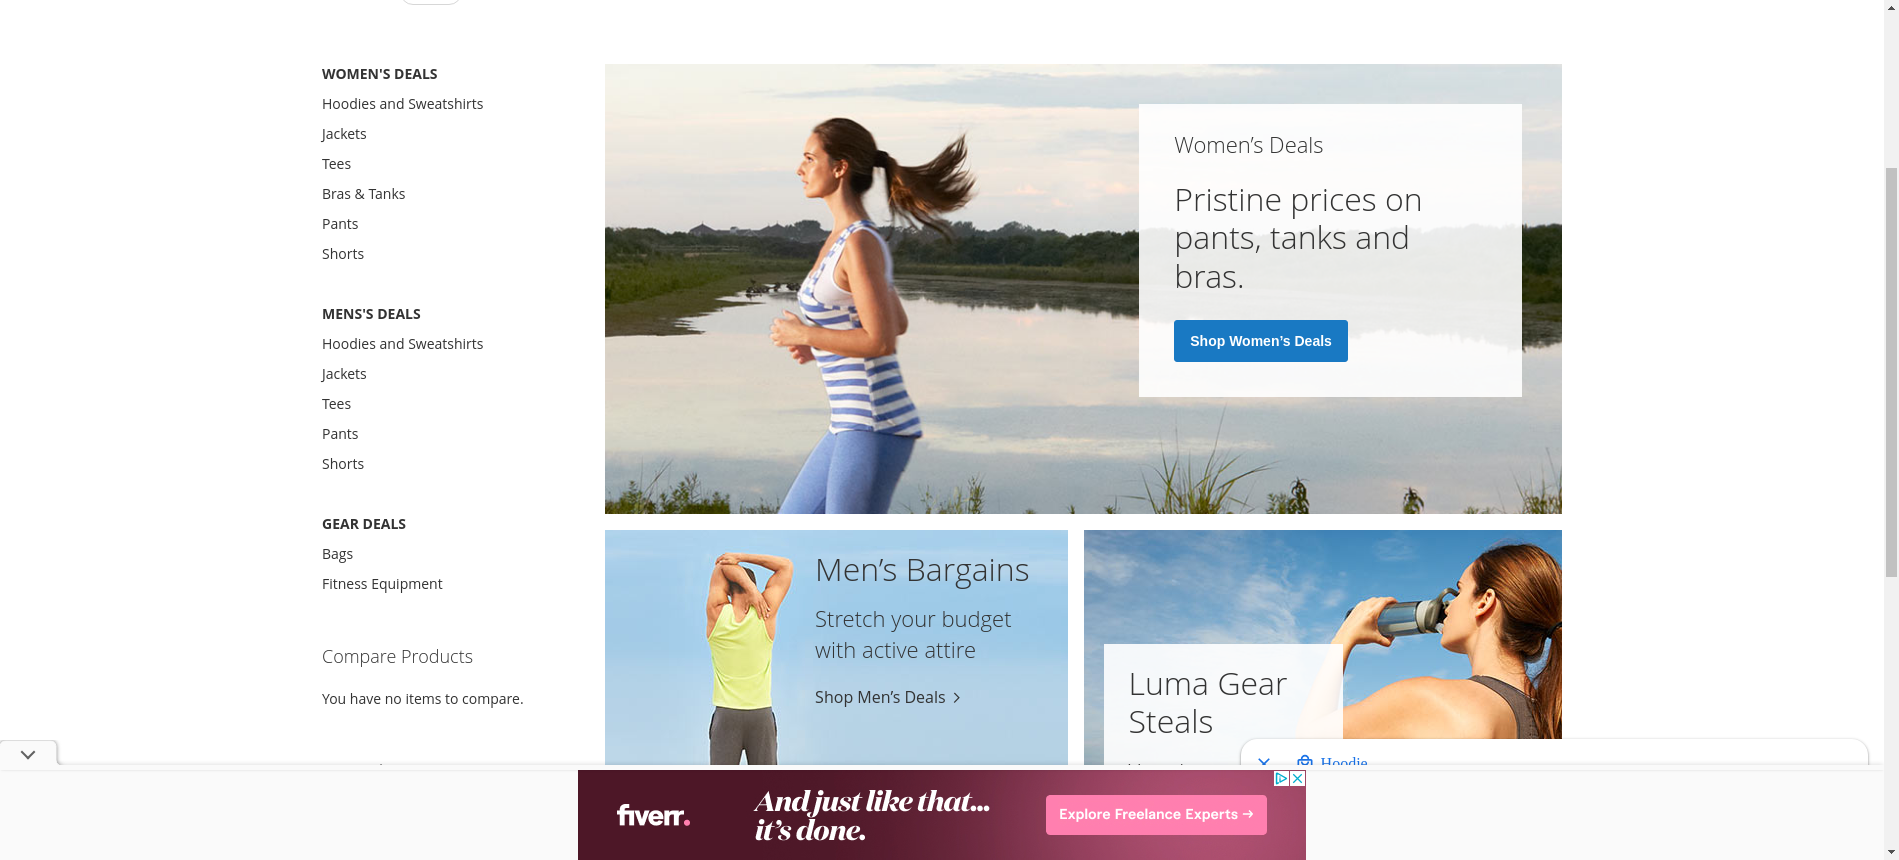 WOMEN'S DEALS
Hoodies and Sweatshirts
Jackets
Tees
Bras & Tanks
Pants
Shorts
MENS'S DEALS
Hoodies and Sweatshirts
Jackets
Tees
Pants
Shorts
GEAR DEALS
Bags
Fitness Equipment
Compare Products
You have no items to compare.
Women’s Deals
Pristine prices on
pants, tanks and
bras.
Shop Women’s Deals
Men’s Bargains
Stretch your budget
with active attire
Shop Men’s Deals
Luma Gear
Steals
Hoodie
fiverr.
And just like that...
it’s done.
Explore Freelance Experts →